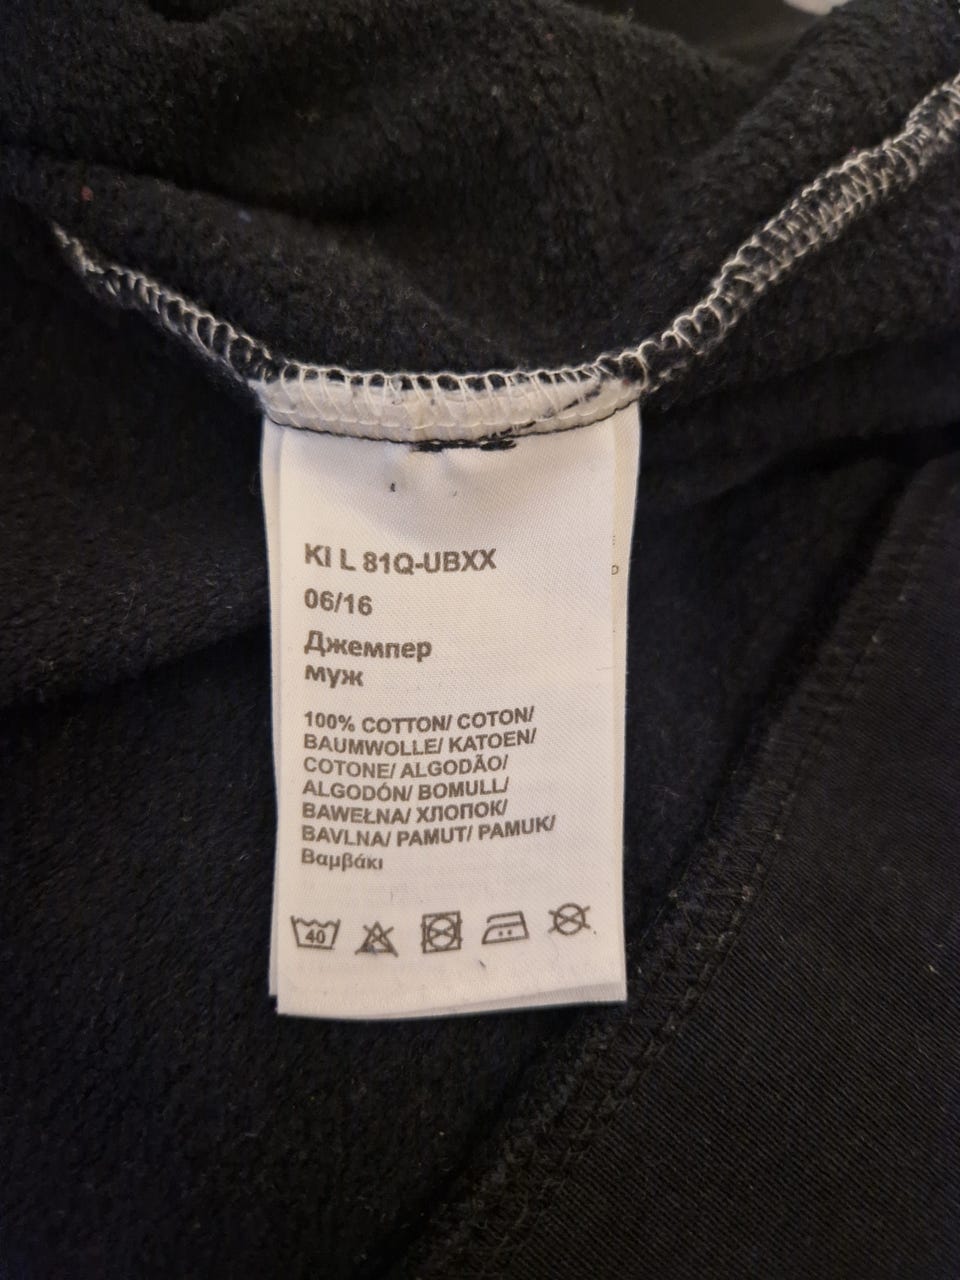 KI L 81Q-UBXX
06/16
Джемпер
муж
100% COTTON/ COTON/
BAUMWOLLE/ KATOEN/
COTONE/ ALGODÃO/
ALGODÓN/ BOMULL/
BAWEŁNA/ ХЛОПОК/
BAVLNA/ PAMUT/ PAMUK/
Βαμβάκι
40